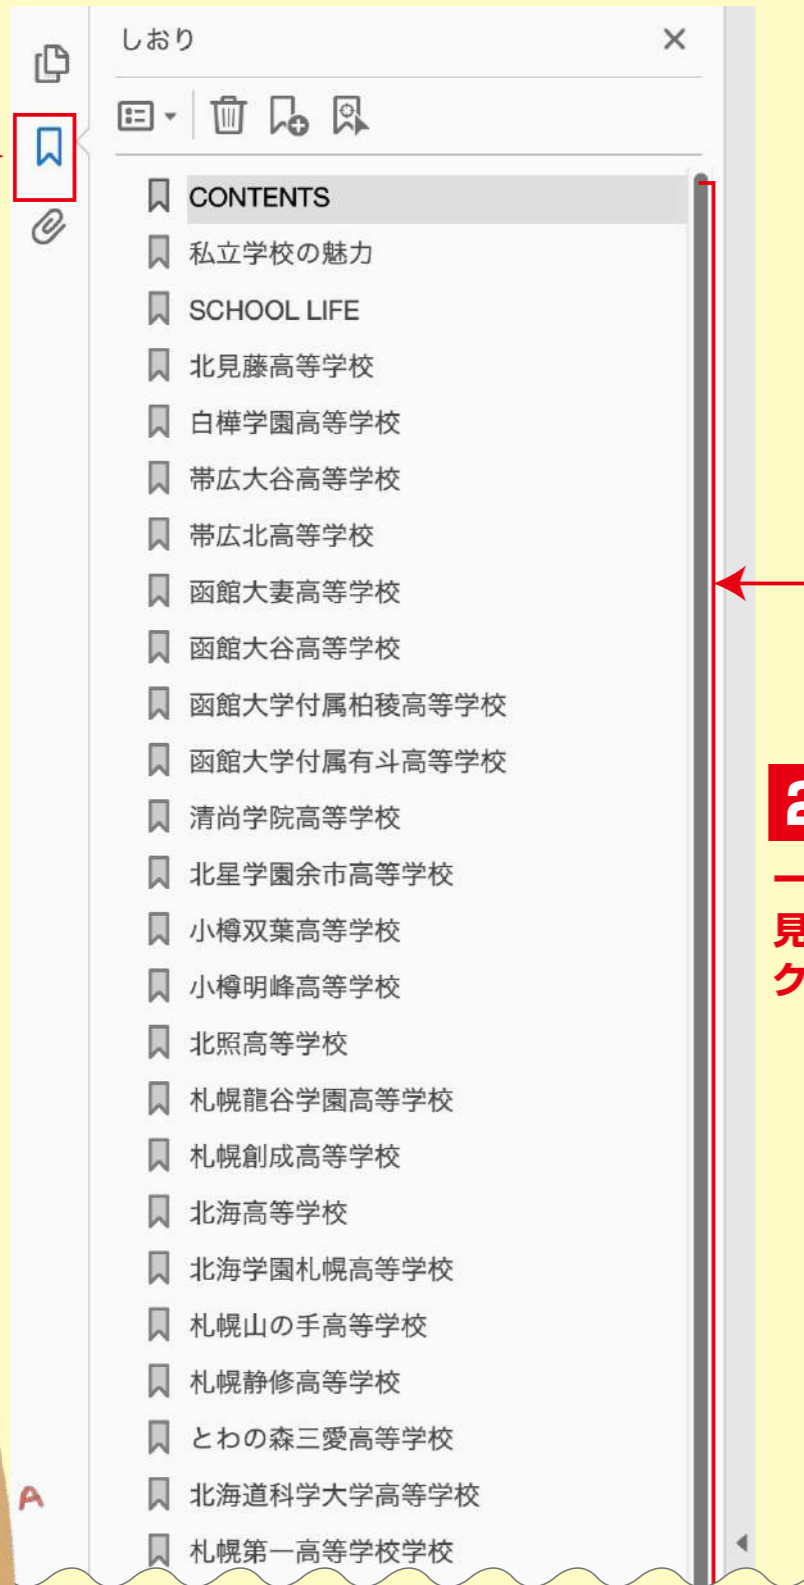 しおり
CONTENTS
私立学校の魅力
SCHOOL LIFE
北見藤高等学校
白樺学園高等学校
帯広大谷高等学校
帯広北高等学校
函館大妻高等学校
函館大谷高等学校
函館大学付属柏稜高等学校
函館大学付属有斗高等学校
清尚学院高等学校
北星学園余市高等学校
小樽双葉高等学校
小樽明峰高等学校
北照高等学校
札幌龍谷学園高等学校
札幌創成高等学校
北海高等学校
北海学園札幌高等学校
札幌山の手高等学校
札幌静修高等学校
とわの森三愛高等学校
北海道科学大学高等学校
札幌第一高等学校学校
2
一
見
ク
A